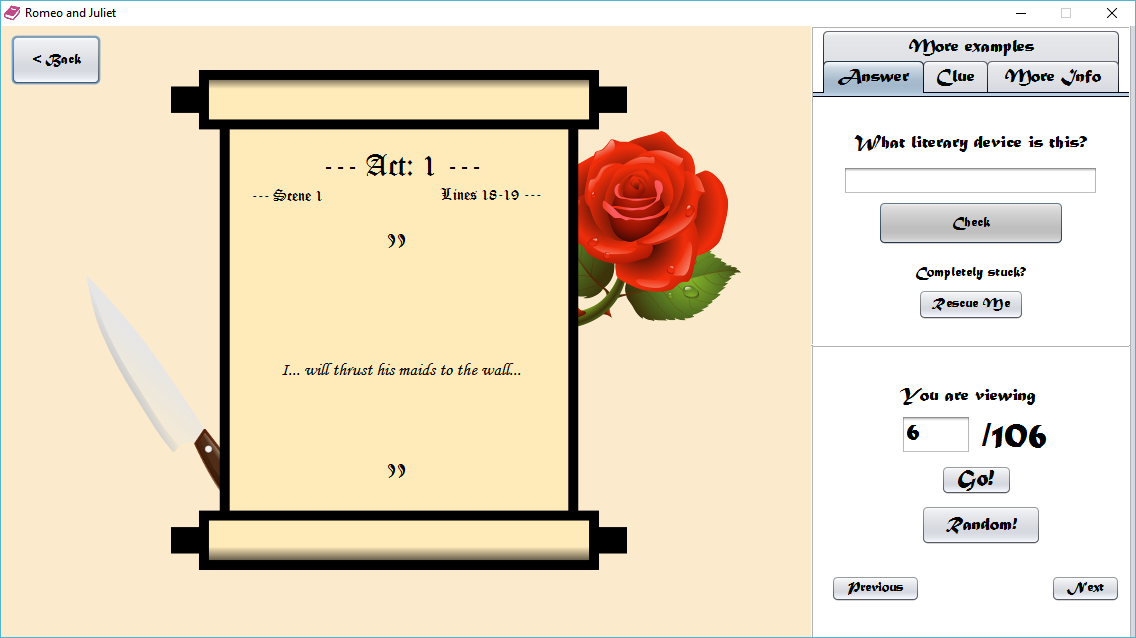 Romeo and Juliet
< Back
--- Act: 1 ---
--- Scene 1 Lines 18-19 ---
”
I... will thrust his maids to the wall...
”
More examples
Answer Clue More Info
What literary device is this?
Check
Completely stuck?
Rescue Me
You are viewing
6 /106
Go!
Random!
Previous Next